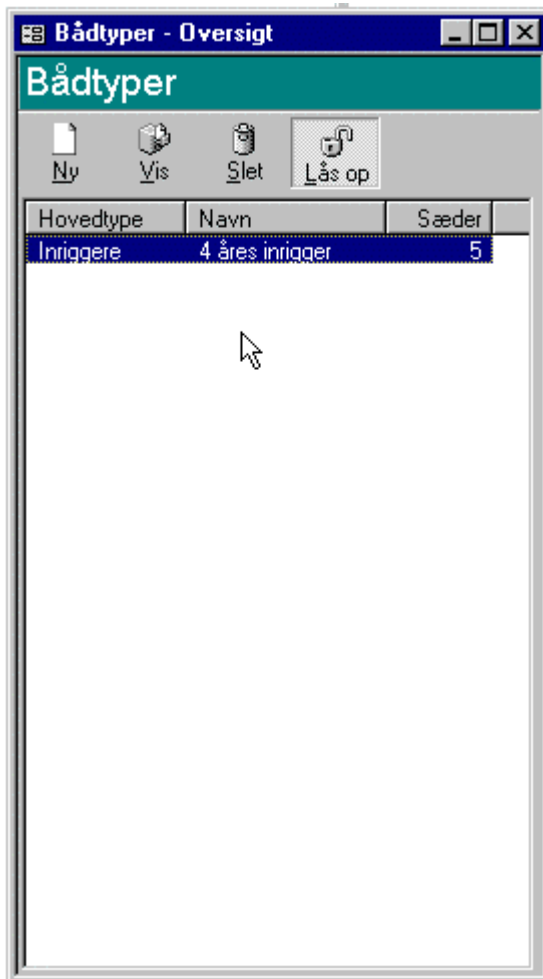 Bådtyper - Oversigt
Bådtyper
Ny Vis Slet Lås op
Hovedtype Navn Sæder
Inriggere 4 åres inrigger 5